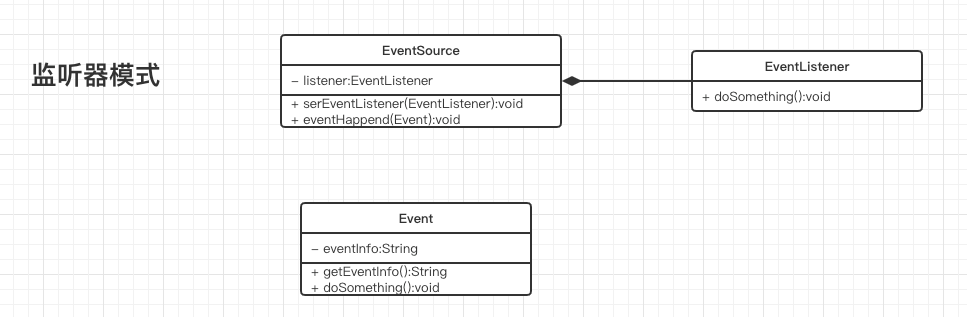 监听器模式
EventSource
− listener:EventListener
+ serEventListener(EventListener):void
+ eventHappend(Event):void
EventListener
+ doSomething():void
Event
− eventInfo:String
+ getEventInfo():String
+ doSomething():void